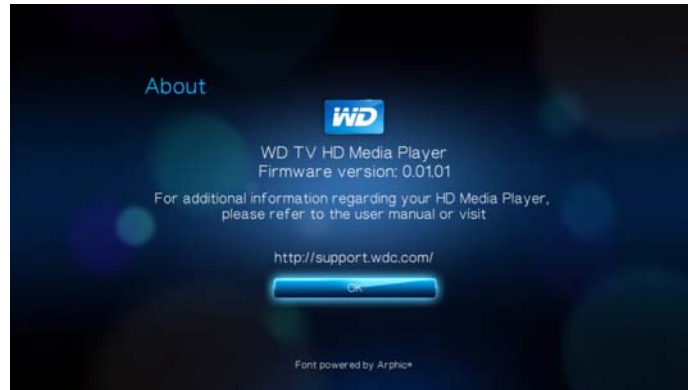 About
WD
WD TV HD Media Player
Firmware version: 0.01.01
For additional information regarding your HD Media Player,
please refer to the user manual or visit
http://support.wdc.com/
OK
Font powered by Arphic®